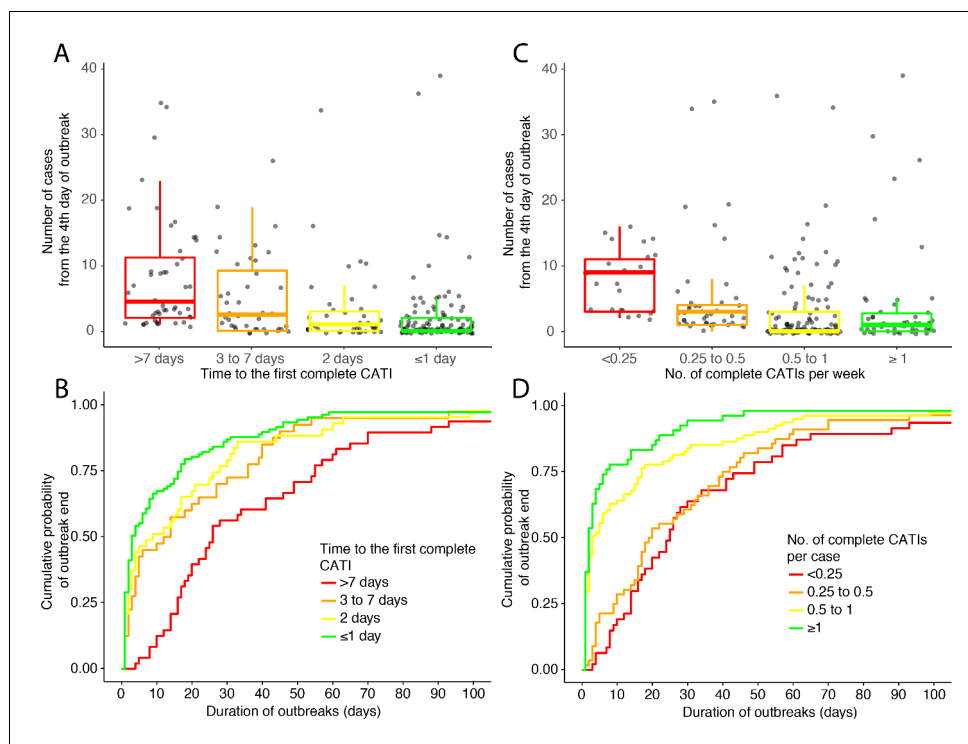 A
Number of cases
from the 4th day of outbreak
40
30
20
10
0
>7 days
3 to 7 days
2 days
≤1 day
Time to the first complete CATI
C
Number of cases
from the 4th day of outbreak
40
30
20
10
0
<0.25
0.25 to 0.5
0.5 to 1
≥ 1
No. of complete CATIs per week
B
Cumulative probability
of outbreak end
1.00
0.75
0.50
0.25
0.00
0
10
20
30
40
50
60
70
80
90
100
Duration of outbreaks (days)
Time to the first complete
CATI
>7 days
3 to 7 days
2 days
≤1 day
D
Cumulative probability
of outbreak end
1.00
0.75
0.50
0.25
0.00
0
10
20
30
40
50
60
70
80
90
100
Duration of outbreaks (days)
No. of complete CATIs
per case
<0.25
0.25 to 0.5
0.5 to 1
≥1